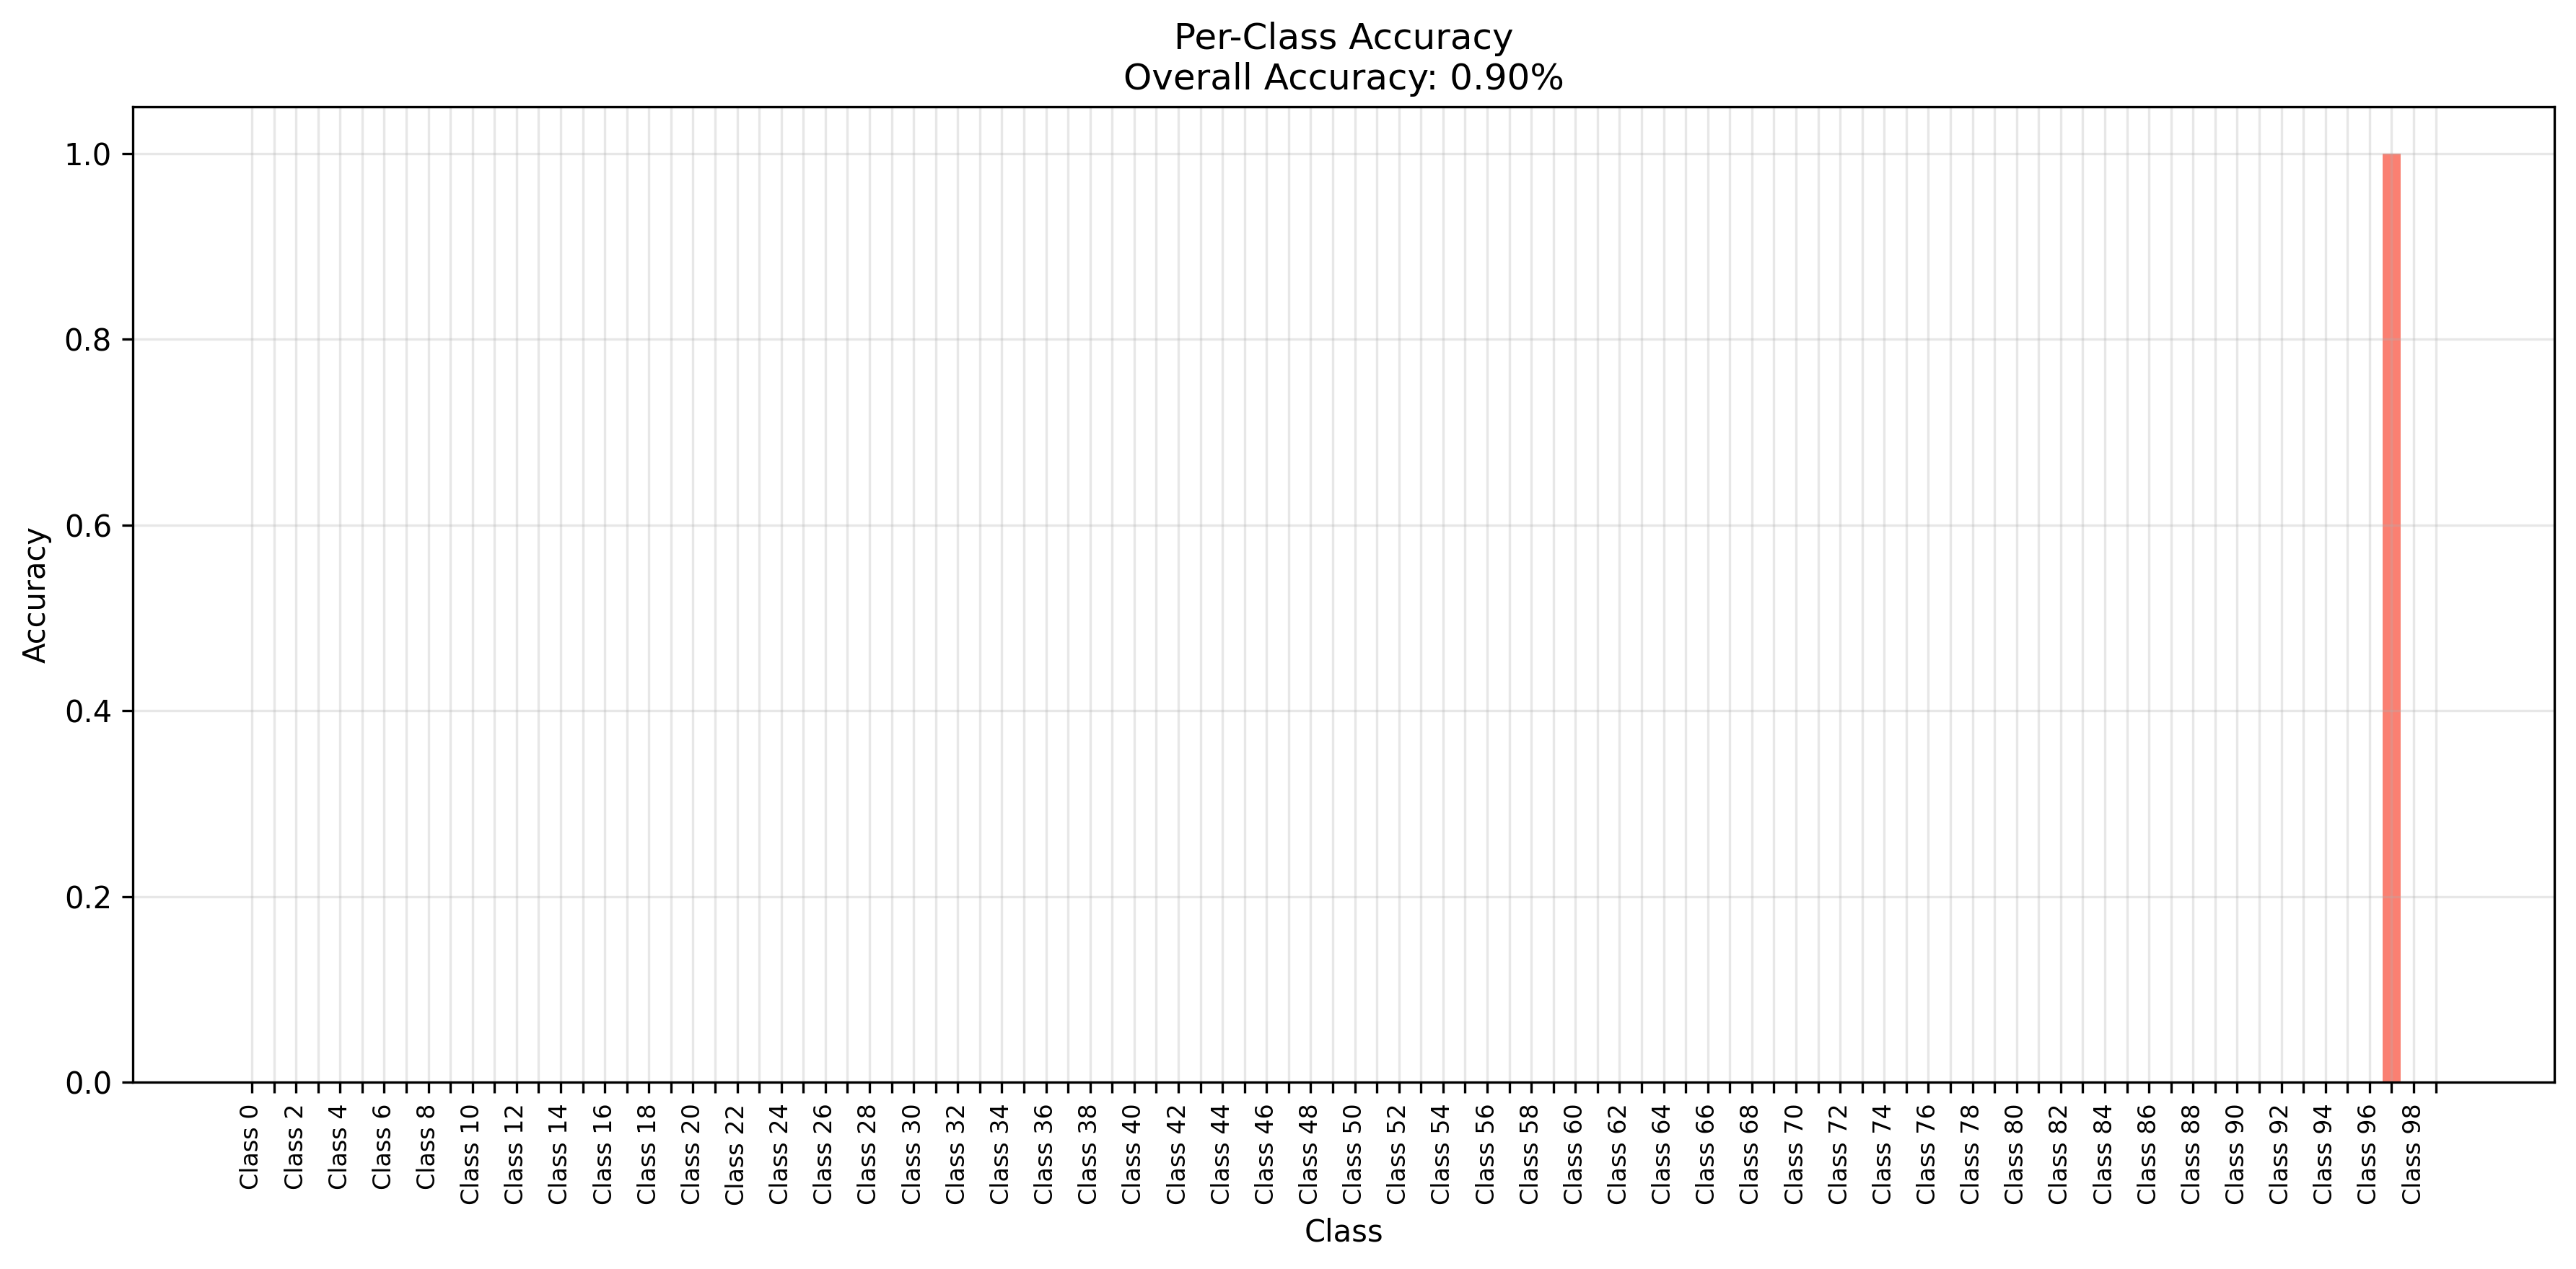 Per-Class Accuracy
Overall Accuracy: 0.90%
Accuracy
1.0
0.8
0.6
0.4
0.2
0.0
Class 0
Class 2
Class 4
Class 6
Class 8
Class 10
Class 12
Class 14
Class 16
Class 18
Class 20
Class 22
Class 24
Class 26
Class 28
Class 30
Class 32
Class 34
Class 36
Class 38
Class 40
Class 42
Class 44
Class 46
Class 48
Class 50
Class 52
Class 54
Class 56
Class 58
Class 60
Class 62
Class 64
Class 66
Class 68
Class 70
Class 72
Class 74
Class 76
Class 78
Class 80
Class 82
Class 84
Class 86
Class 88
Class 90
Class 92
Class 94
Class 96
Class 98
Class